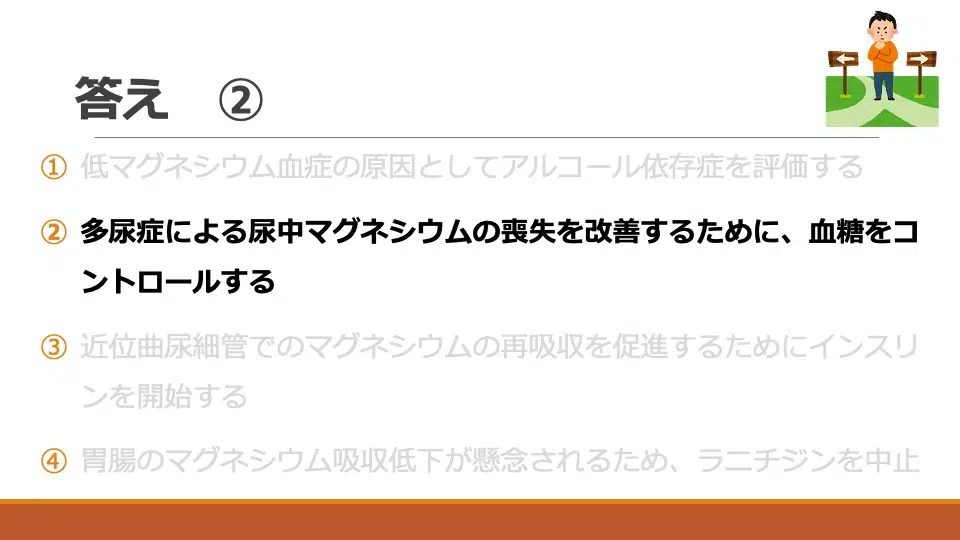 答え ②
① 低マグネシウム血症の原因としてアルコール依存症を評価する
② 多尿症による尿中マグネシウムの喪失を改善するために、血糖をコ
ントロールする
③ 近位曲尿細管でのマグネシウムの再吸収を促進するためにインスリ
ンを開始する
④ 胃腸のマグネシウム吸収低下が懸念されるため、ラニチジンを中止